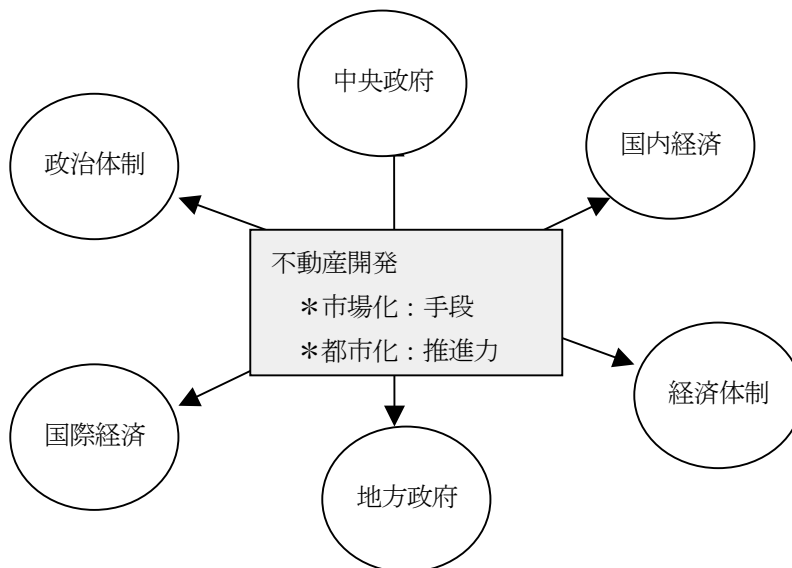 中央政府
国内経済
政治体制
不動産開発
＊市場化：手段
＊都市化：推進力
経済体制
国際経済
地方政府